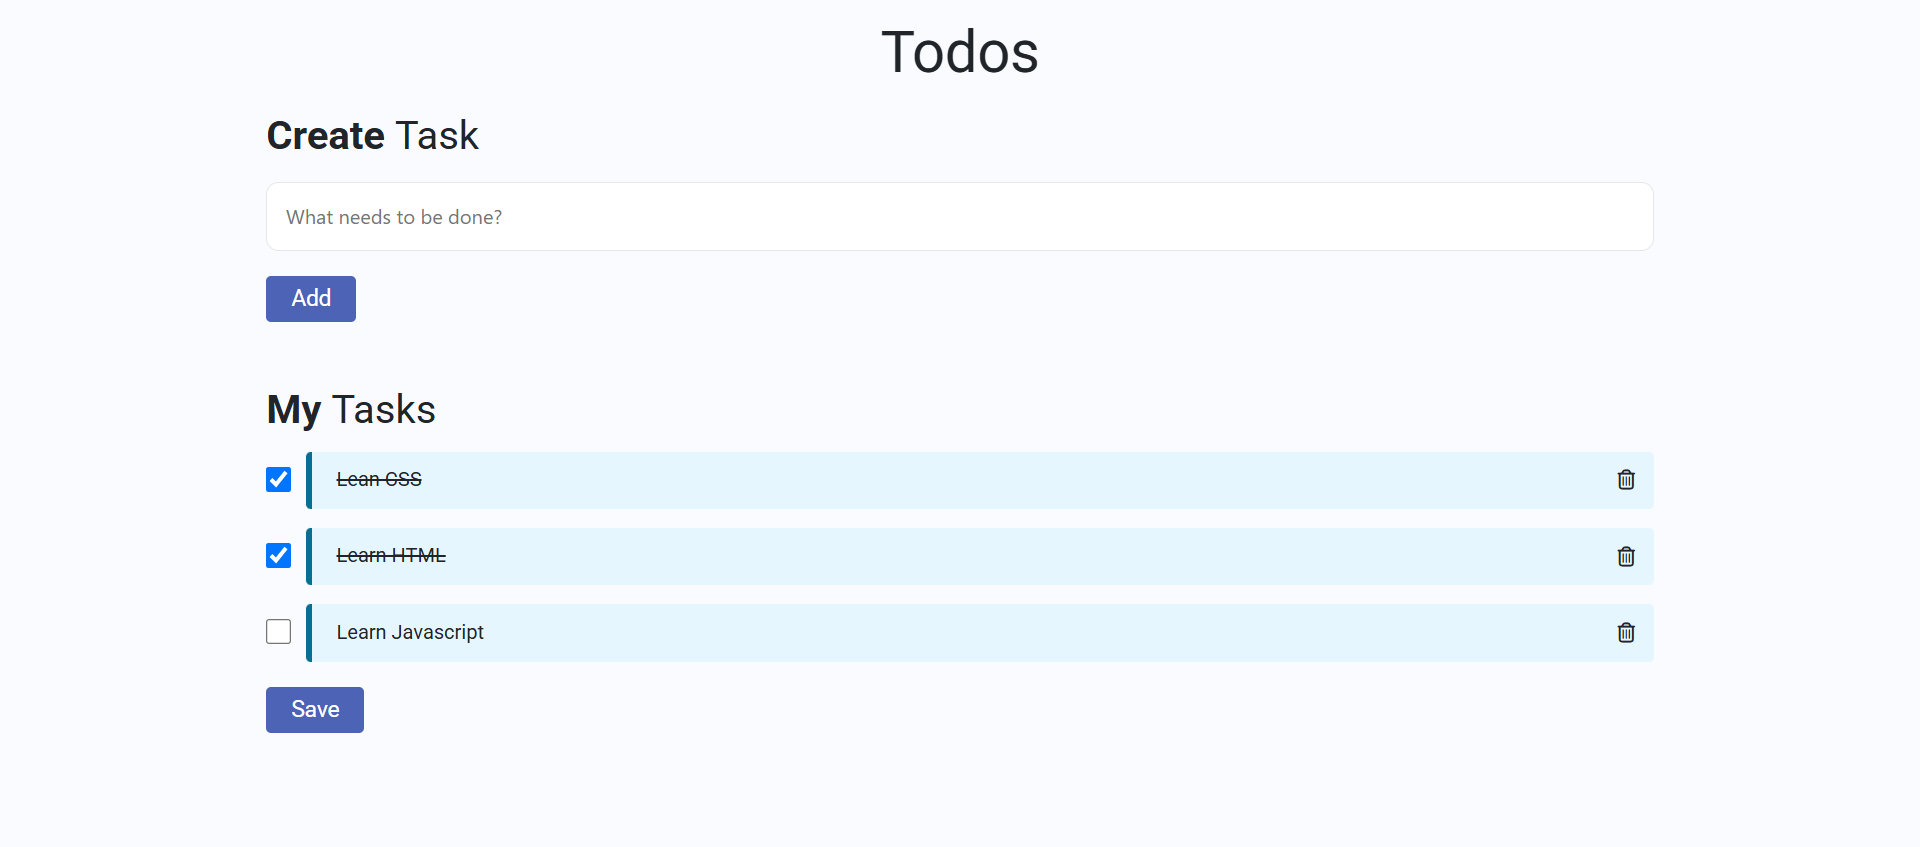 Todos
Create Task
What needs to be done?
Add
My Tasks
Lean CSS
Learn HTML
Learn Javascript
Save